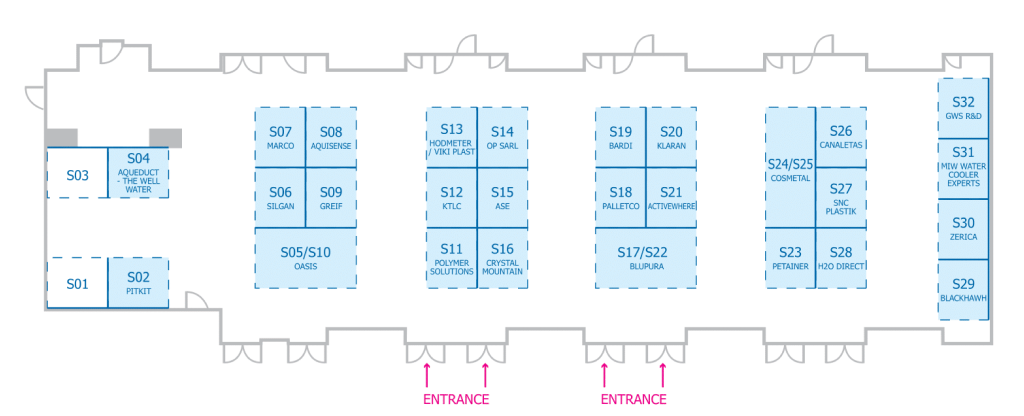 S03
S04
AQUEDUCT
- THE WELL
WATER
S01
S02
PITKIT
S07
MARCO
S08
AQUISENSE
S06
SILGAN
S09
GREIF
S05/S10
OASIS
S13
HODMETER
/ VIKI PLAST
S14
OP SARL
S12
KTLC
S15
ASE
S11
POLYMER
SOLUTIONS
S16
CRYSTAL
MOUNTAIN
S19
BARDI
S20
KLARAN
S18
PALLETCO
S21
ACTIVEWHERE
S17/S22
BLUPURA
S24/S25
COSMETAL
S26
CANALETAS
S27
SNC
PLASTIK
S23
PETAINER
S28
H2O DIRECT
S32
GWS R&D
S31
MIW WATER
COOLER
EXPERTS
S30
ZERICA
S29
BLACKHAWH
ENTRANCE
ENTRANCE